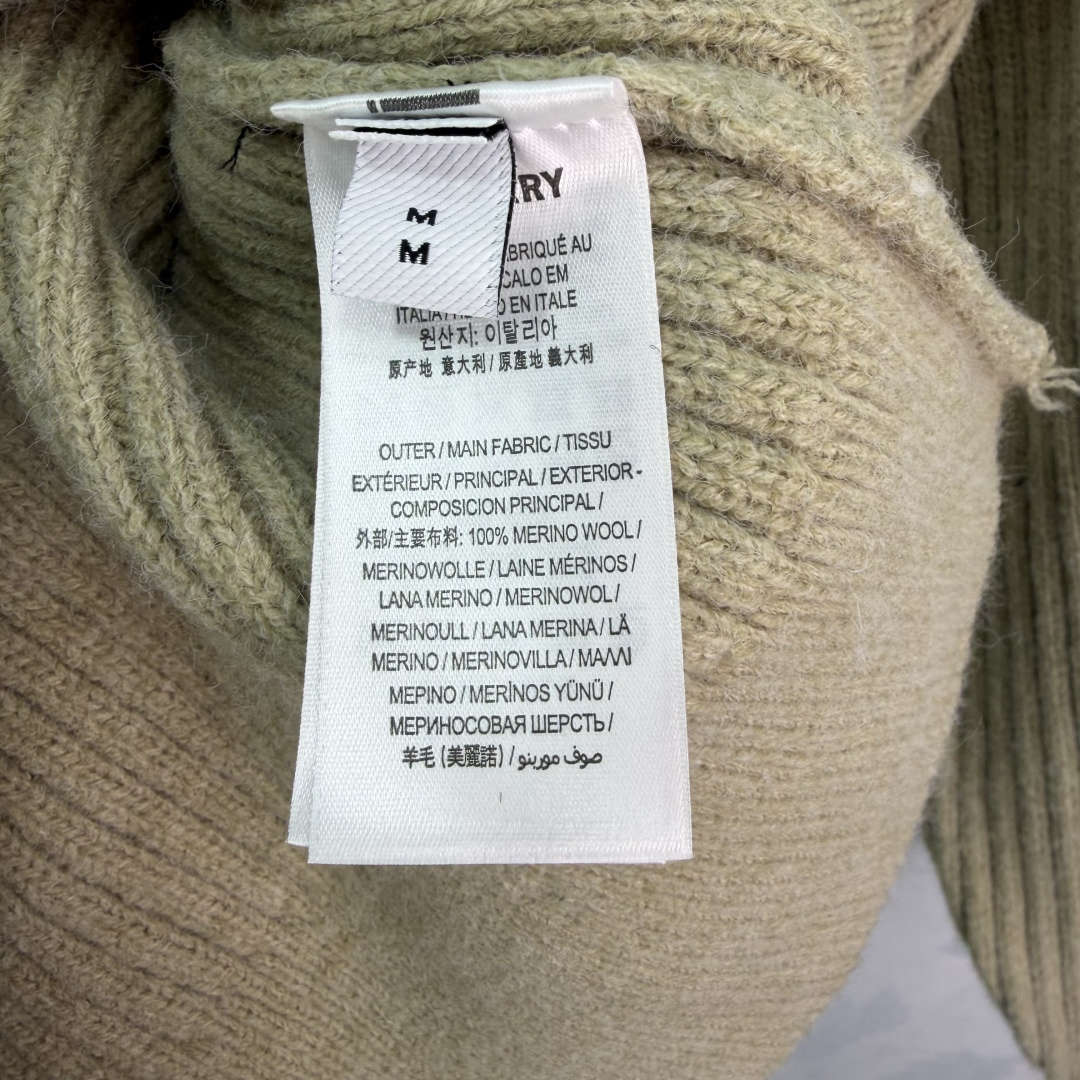 M
M
RY
BRIQUÉ AU
CALO EM
ITALIA / EN ITALE
원산지: 이탈리아
原产地 意大利 / 原產地 義大利
OUTER / MAIN FABRIC / TISSU
EXTÉRIEUR / PRINCIPAL / EXTERIOR -
COMPOSICION PRINCIPAL /
外部/主要布料: 100% MERINO WOOL /
MERINOWOLLE / LAINE MÉRINOS /
LANA MERINO / MERINOWOL /
MERINOULL / LANA MERINA / LÃ
MERINO / MERINOVILLA / ΜΑΛΛΙ
ΜΕΡΙΝΟ / MERİNOS YÜNÜ /
МЕРИНОСОВАЯ ШЕРСТЬ /
羊毛 (美麗諾) / صوف مورينو